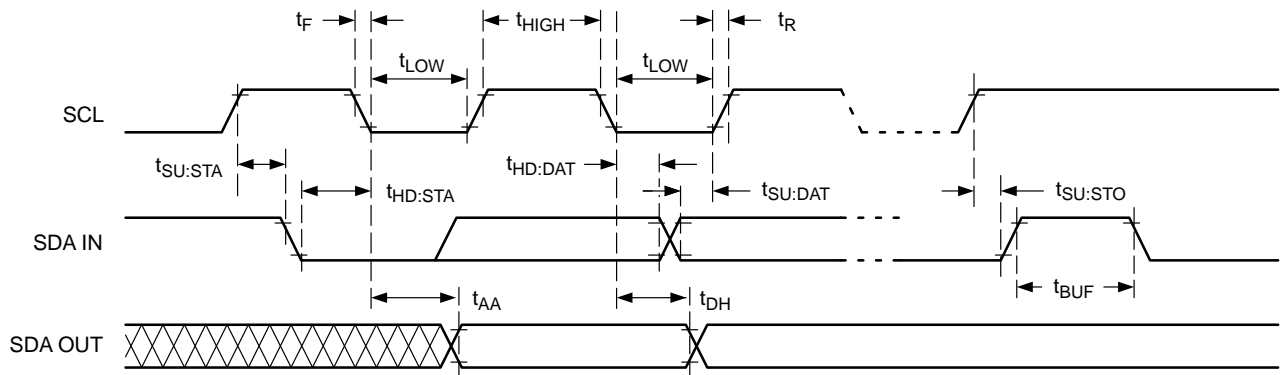 tF
tHIGH
tR
tLOW
tLOW
SCL
tSU:STA
tHD:STA
tHD:DAT
tSU:DAT
tSU:STO
SDA IN
tBUF
tAA
tDH
SDA OUT